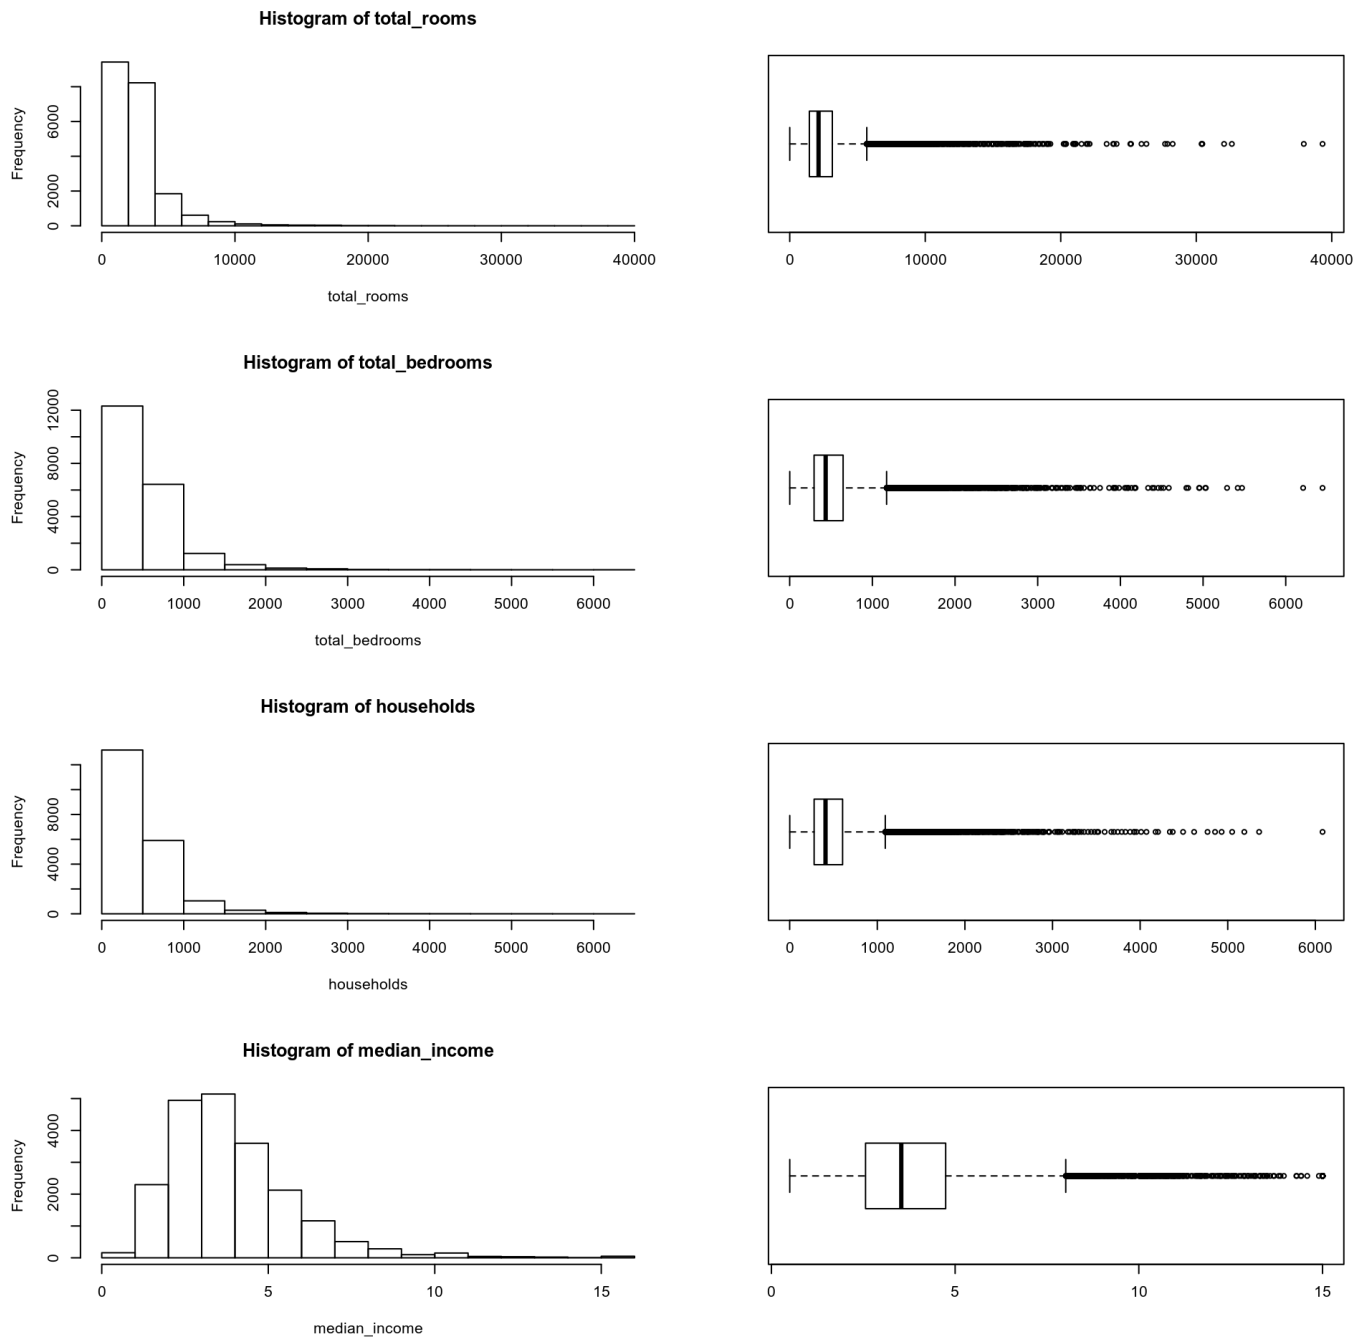 Histogram of total_rooms
Frequency
0 2000 6000
0 10000 20000 30000 40000
total_rooms
0 10000 20000 30000 40000
Histogram of total_bedrooms
Frequency
0 4000 8000 12000
0 1000 2000 3000 4000 5000 6000
total_bedrooms
0 1000 2000 3000 4000 5000 6000
Histogram of households
Frequency
0 4000 8000
0 1000 2000 3000 4000 5000 6000
households
0 1000 2000 3000 4000 5000 6000
Histogram of median_income
Frequency
0 2000 4000
0 5 10 15
median_income
0 5 10 15